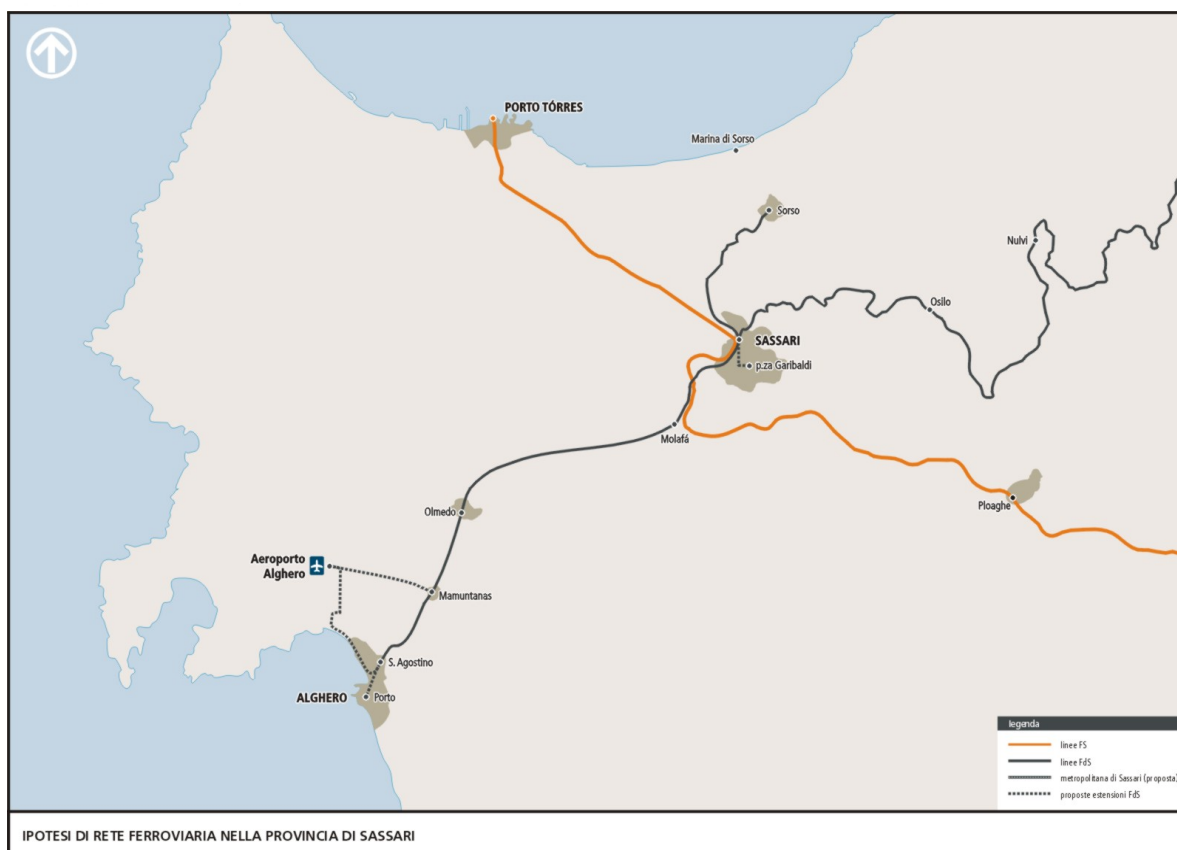 PORTO TÓRRES
Marina di Sorso
Sorso
Nulvi
Osilo
SASSARI
p.za Garibaldi
Molafá
Olmedo
Ploaghe
Aeroporto
Alghero
Mamuntanas
S. Agostino
ALGHERO
Porto
legenda
linee FS
linee FdS
metropolitana di Sassari (proposta)
proposte estensioni FdS
IPOTESI DI RETE FERROVIARIA NELLA PROVINCIA DI SASSARI